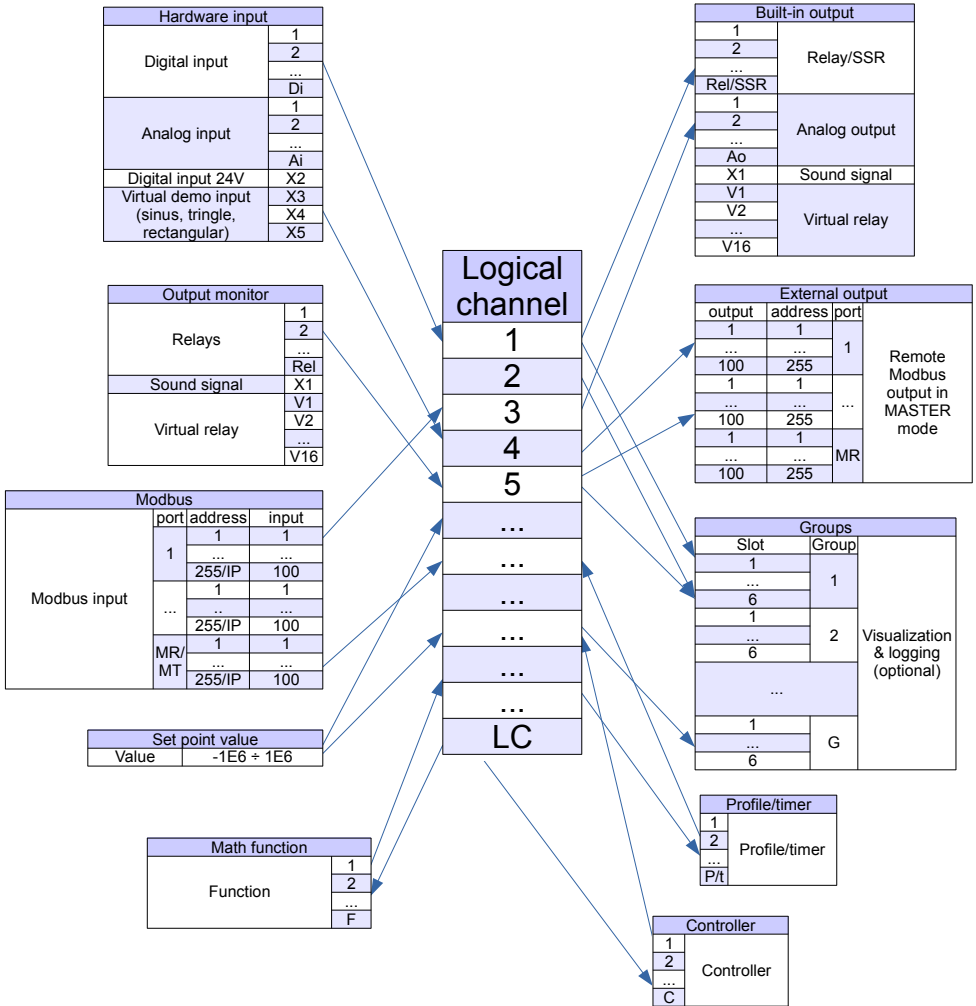 Hardware input
Digital input
1
2
...
Di
Analog input
1
2
...
Ai
Digital input 24V X2
Virtual demo input
(sinus, tringle,
rectangular)
X3
X4
X5
Output monitor
Relays
1
2
...
Rel
Sound signal X1
Virtual relay
V1
V2
...
V16
Modbus
port address input
Modbus input
1
1 1
... ...
255/IP 100
...
1 1
.. ...
255/IP 100
MR/
MT
1 1
... ...
255/IP 100
Set point value
Value -1E6 ÷ 1E6
Math function
Function
1
2
...
F
Logical
channel
1
2
3
4
5
...
...
...
...
...
...
LC
Built-in output
1
2
...
Rel/SSR
Relay/SSR
1
2
...
Ao
Analog output
X1 Sound signal
V1
V2
...
V16
Virtual relay
External output
output address port
1 1
... ...
100 255
1
1 1
... ...
100 255
...
1 1
... ...
100 255
MR
Remote
Modbus
output in
MASTER
mode
Groups
Slot Group
1
...
6
1
1
...
6
2
...
1
...
6
G
Visualization
& logging
(optional)
Profile/timer
1
2
...
P/t
Profile/timer
Controller
1
2
...
C
Controller